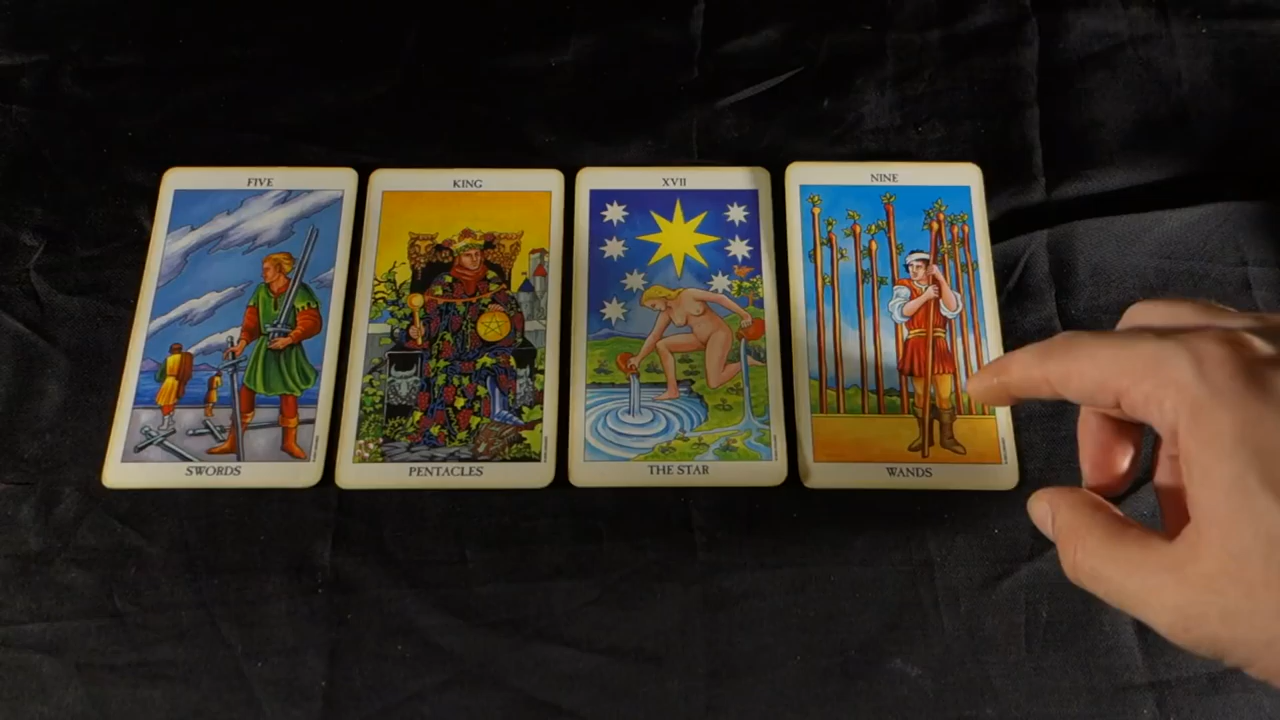 FIVE
SWORDS
KING
PENTACLES
XVII
THE STAR
NINE
WANDS